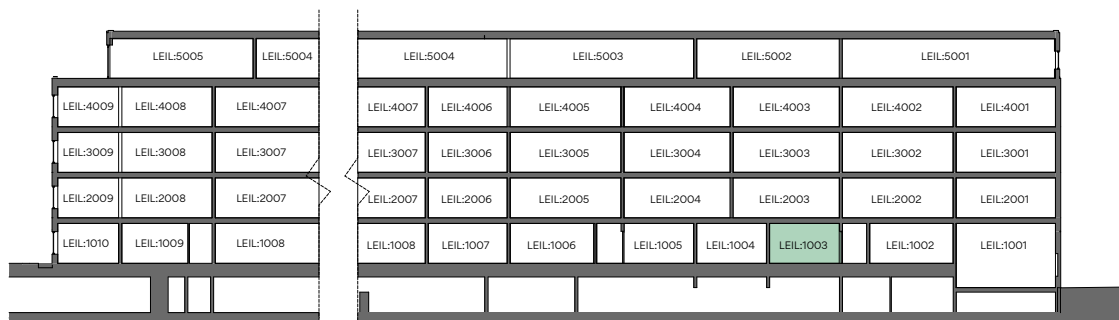 LEIL:5005 LEIL:5004 LEIL:5004 LEIL:5003 LEIL:5002 LEIL:5001
LEIL:4009 LEIL:4008 LEIL:4007 LEIL:4007 LEIL:4006 LEIL:4005 LEIL:4004 LEIL:4003 LEIL:4002 LEIL:4001
LEIL:3009 LEIL:3008 LEIL:3007 LEIL:3007 LEIL:3006 LEIL:3005 LEIL:3004 LEIL:3003 LEIL:3002 LEIL:3001
LEIL:2009 LEIL:2008 LEIL:2007 LEIL:2007 LEIL:2006 LEIL:2005 LEIL:2004 LEIL:2003 LEIL:2002 LEIL:2001
LEIL:1010 LEIL:1009 LEIL:1008 LEIL:1008 LEIL:1007 LEIL:1006 LEIL:1005 LEIL:1004 LEIL:1003 LEIL:1002 LEIL:1001